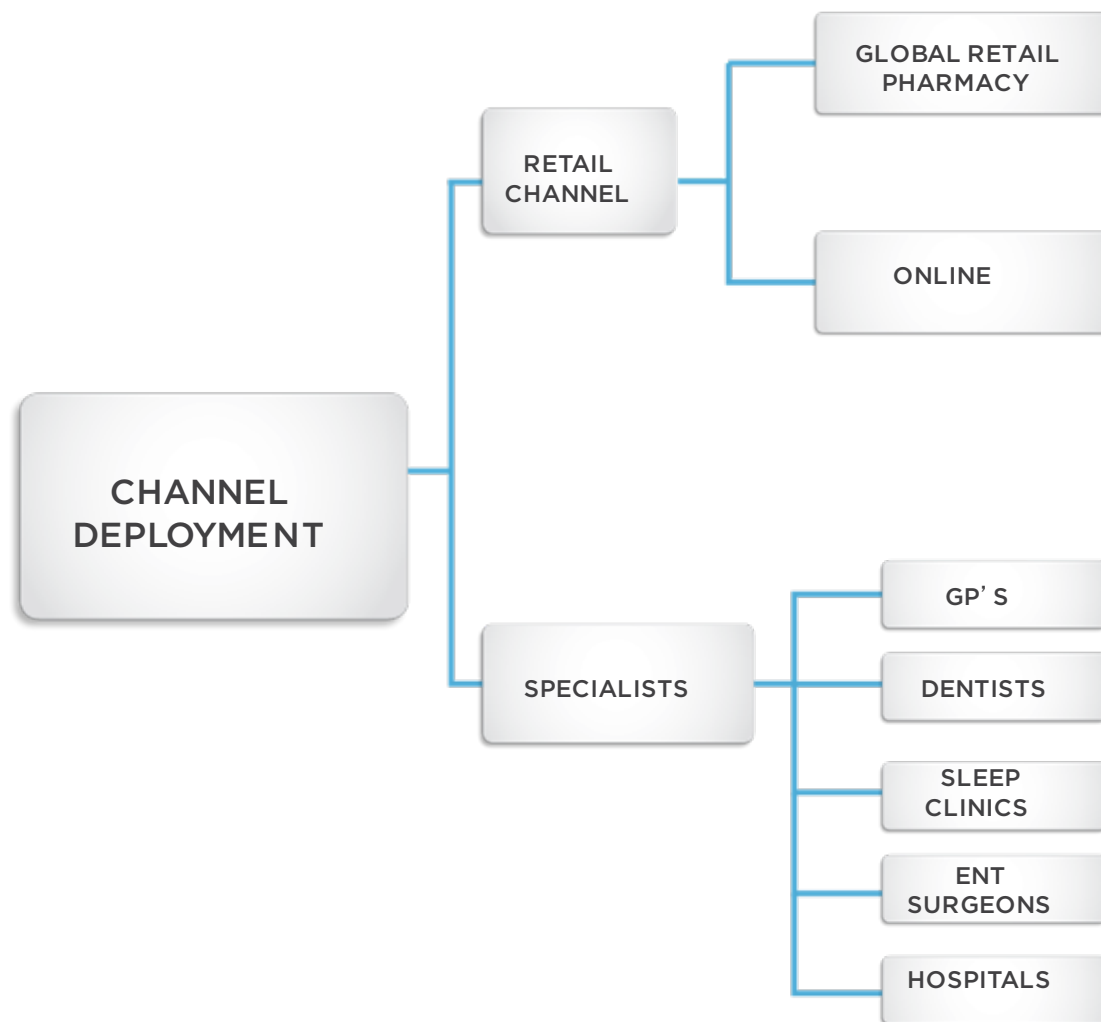 GLOBAL RETAIL
PHARMACY
RETAIL
CHANNEL
ONLINE
CHANNEL
DEPLOYMENT
GP’ S
SPECIALISTS
DENTISTS
SLEEP
CLINICS
ENT
SURGEONS
HOSPITALS